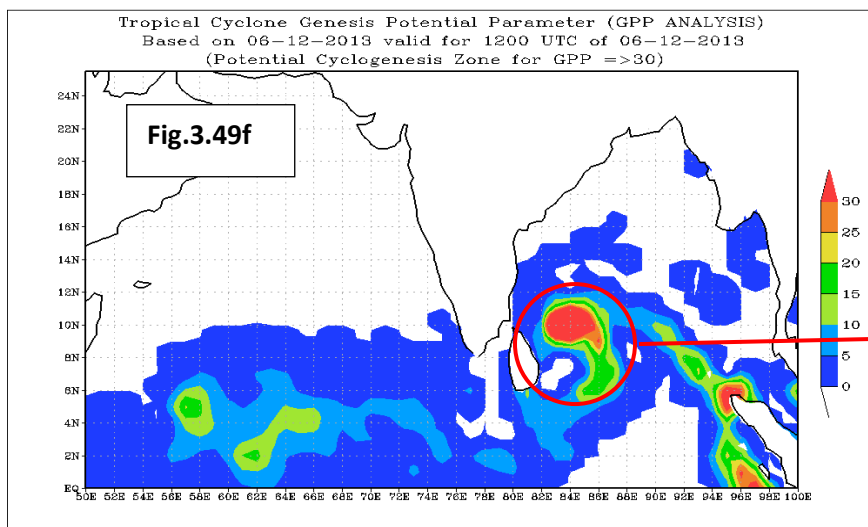 Tropical Cyclone Genesis Potential Parameter (GPP ANALYSIS)
Based on 06-12-2013 valid for 1200 UTC of 06-12-2013
(Potential Cyclogenesis Zone for GPP =>30)
Fig.3.49f
24N
22N
20N
18N
16N
14N
12N
10N
8N
6N
4N
2N
EQ
50E 52E 54E 56E 58E 60E 62E 64E 66E 68E 70E 72E 74E 76E 78E 80E 82E 84E 86E 88E 90E 92E 94E 96E 98E 100E
30
25
20
15
10
5
0